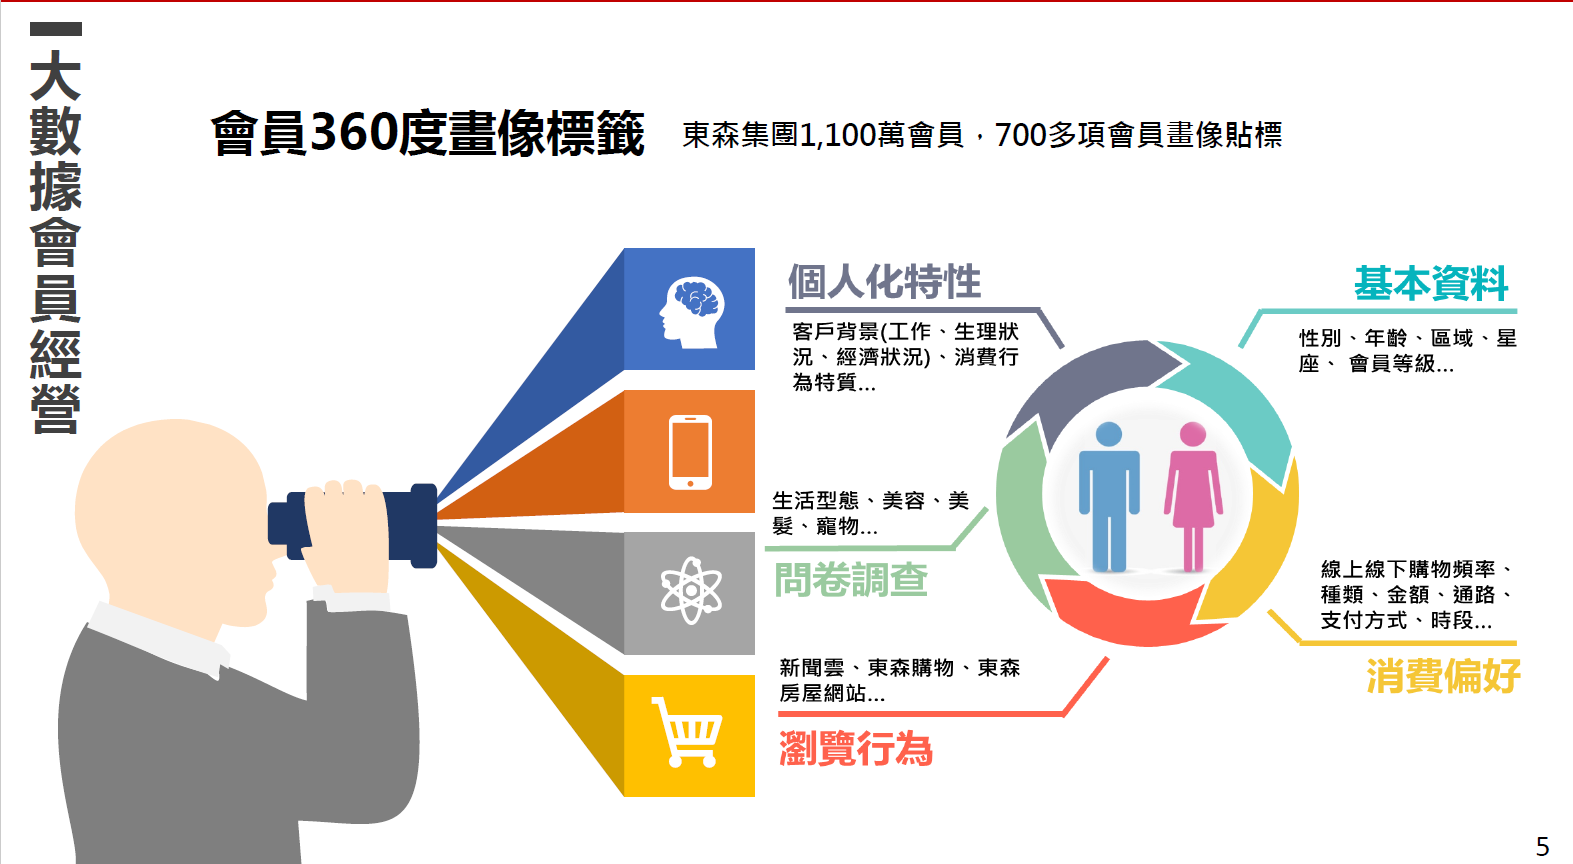 大數據會員經營
會員360度畫像標籤
東森集團1,100萬會員，700多項會員畫像貼標
個人化特性
客戶背景(工作、生理狀
況、經濟狀況)、消費行
為特質...
基本資料
性別、年齡、區域、星
座、 會員等級...
生活型態、美容、美
髮、寵物...
問卷調查
線上線下購物頻率、
種類、金額、通路、
支付方式、時段...
消費偏好
新聞雲、東森購物、東森
房屋網站...
瀏覽行為
5